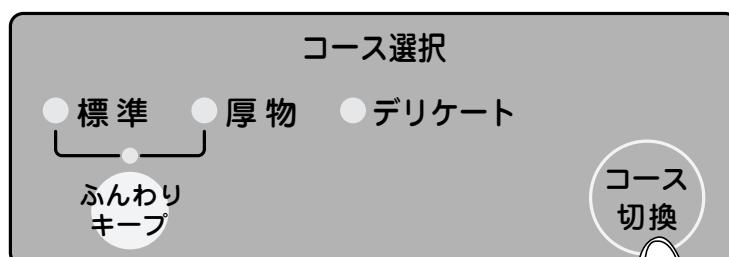 コース選択
標準 厚物 デリケート
ふんわり
キープ
コース
切換